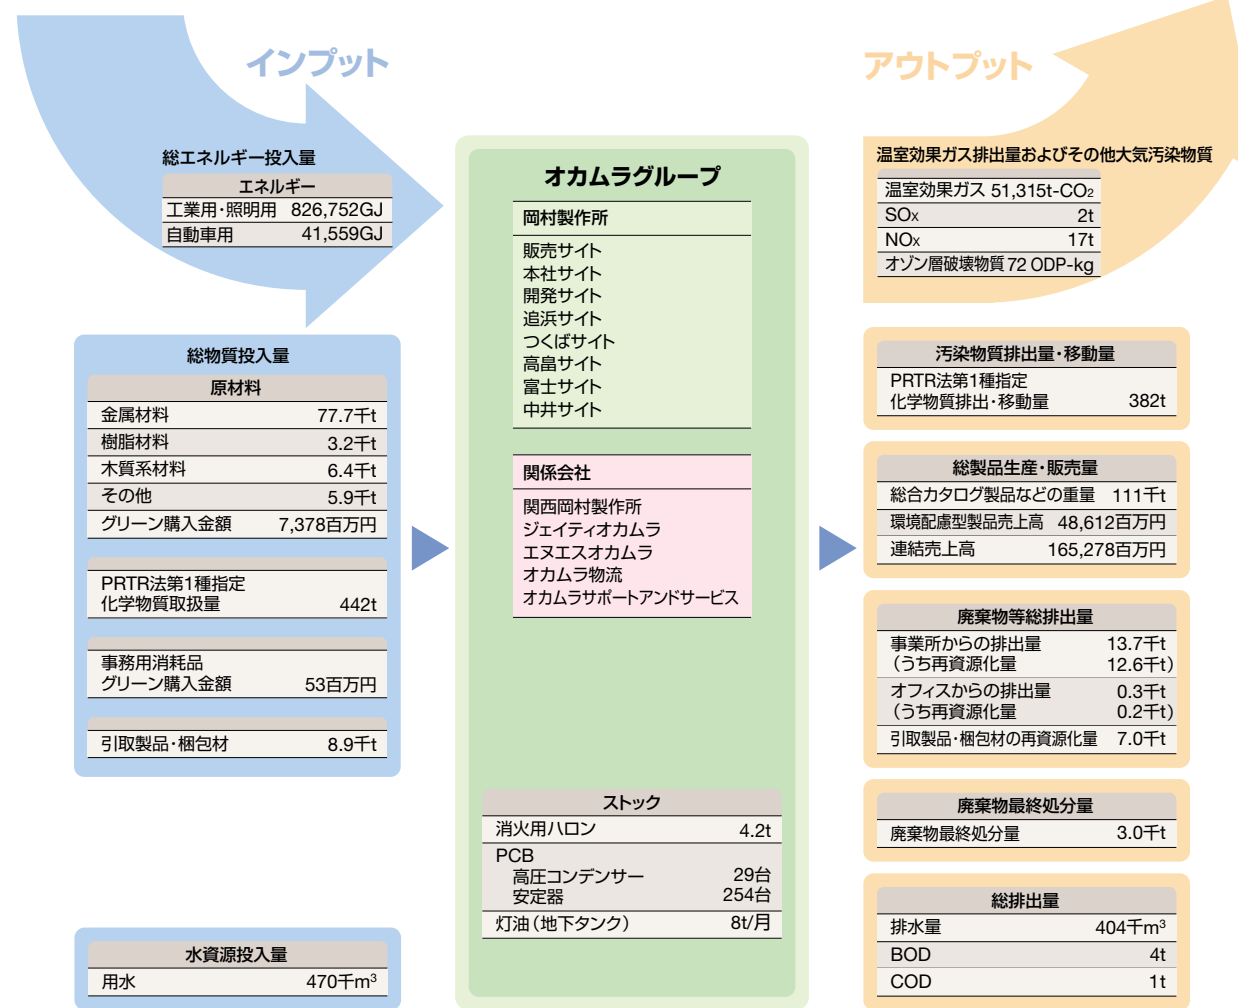 インプット
総エネルギー投入量
エネルギー
工業用・照明用 826,752GJ
自動車用 41,559GJ
総物質投入量
原材料
金属材料 77.7千t
樹脂材料 3.2千t
木質系材料 6.4千t
その他 5.9千t
グリーン購入金額 7,378百万円
PRTR法第1種指定
化学物質取扱量 442t
事務用消耗品
グリーン購入金額 53百万円
引取製品・梱包材 8.9千t
水資源投入量
用水 470千m³
オカムラグループ
岡村製作所
販売サイト
本社サイト
開発サイト
追浜サイト
つくばサイト
高畠サイト
富士サイト
中井サイト
関係会社
関西岡村製作所
ジェイティオカムラ
エヌエスオカムラ
オカムラ物流
オカムラサポートアンドサービス
ストック
消火用ハロン 4.2t
PCB
高圧コンデンサー 29台
安定器 254台
灯油（地下タンク） 8t/月
アウトプット
温室効果ガス排出量およびその他大気汚染物質
温室効果ガス 51,315t-CO₂
SOx 2t
NOx 17t
オゾン層破壊物質 72 ODP-kg
汚染物質排出量・移動量
PRTR法第1種指定
化学物質排出・移動量 382t
総製品生産・販売量
総合カタログ製品などの重量 111千t
環境配慮型製品売上高 48,612百万円
連結売上高 165,278百万円
廃棄物等総排出量
事業所からの排出量 13.7千t
（うち再資源化量 12.6千t）
オフィスからの排出量 0.3千t
（うち再資源化量 0.2千t）
引取製品・梱包材の再資源化量 7.0千t
廃棄物最終処分量
廃棄物最終処分量 3.0千t
総排出量
排水量 404千m³
BOD 4t
COD 1t